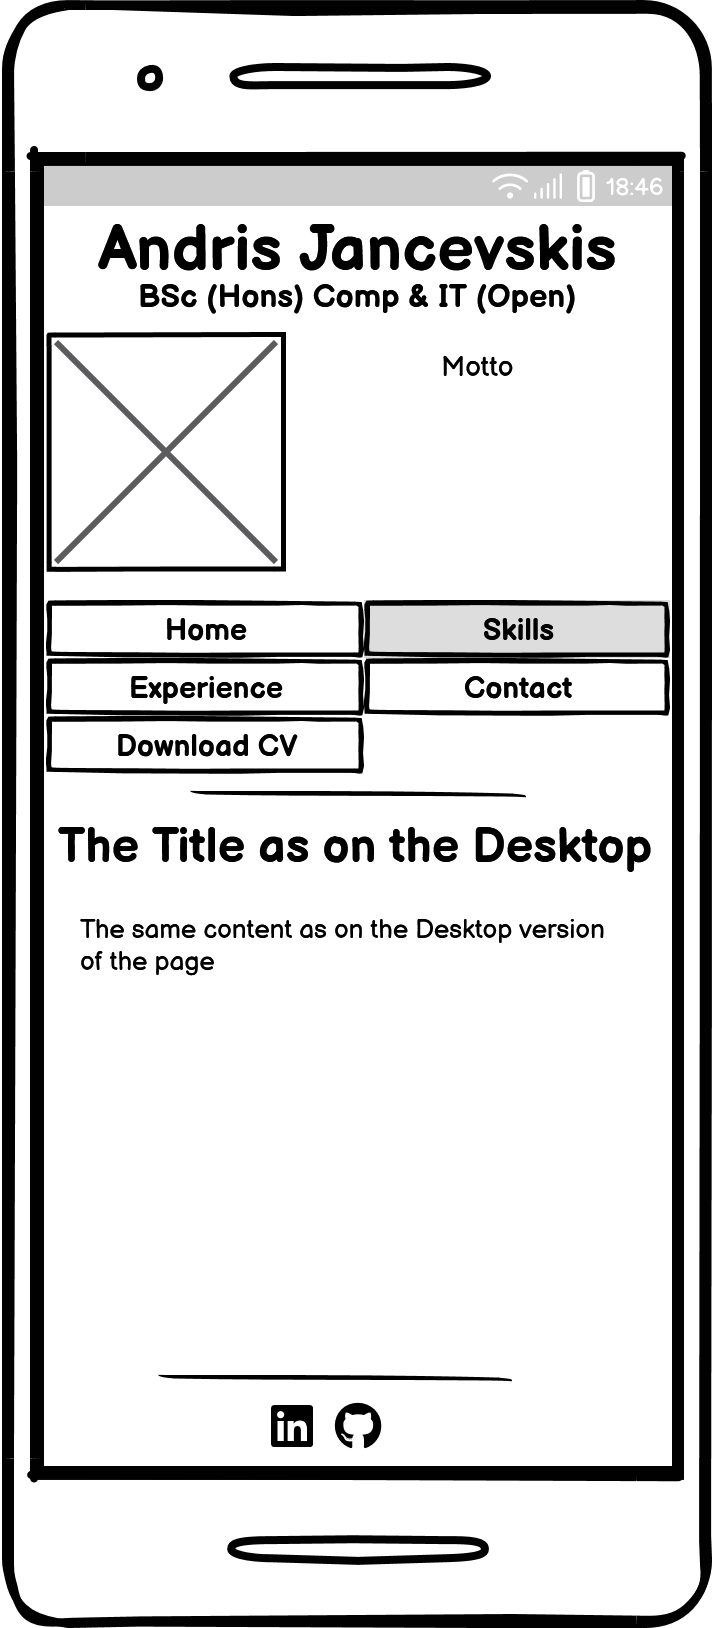 18:46
Andris Jancevskis
BSc (Hons) Comp & IT (Open)
Motto
Home
Skills
Experience
Contact
Download CV
The Title as on the Desktop
The same content as on the Desktop version
of the page
in